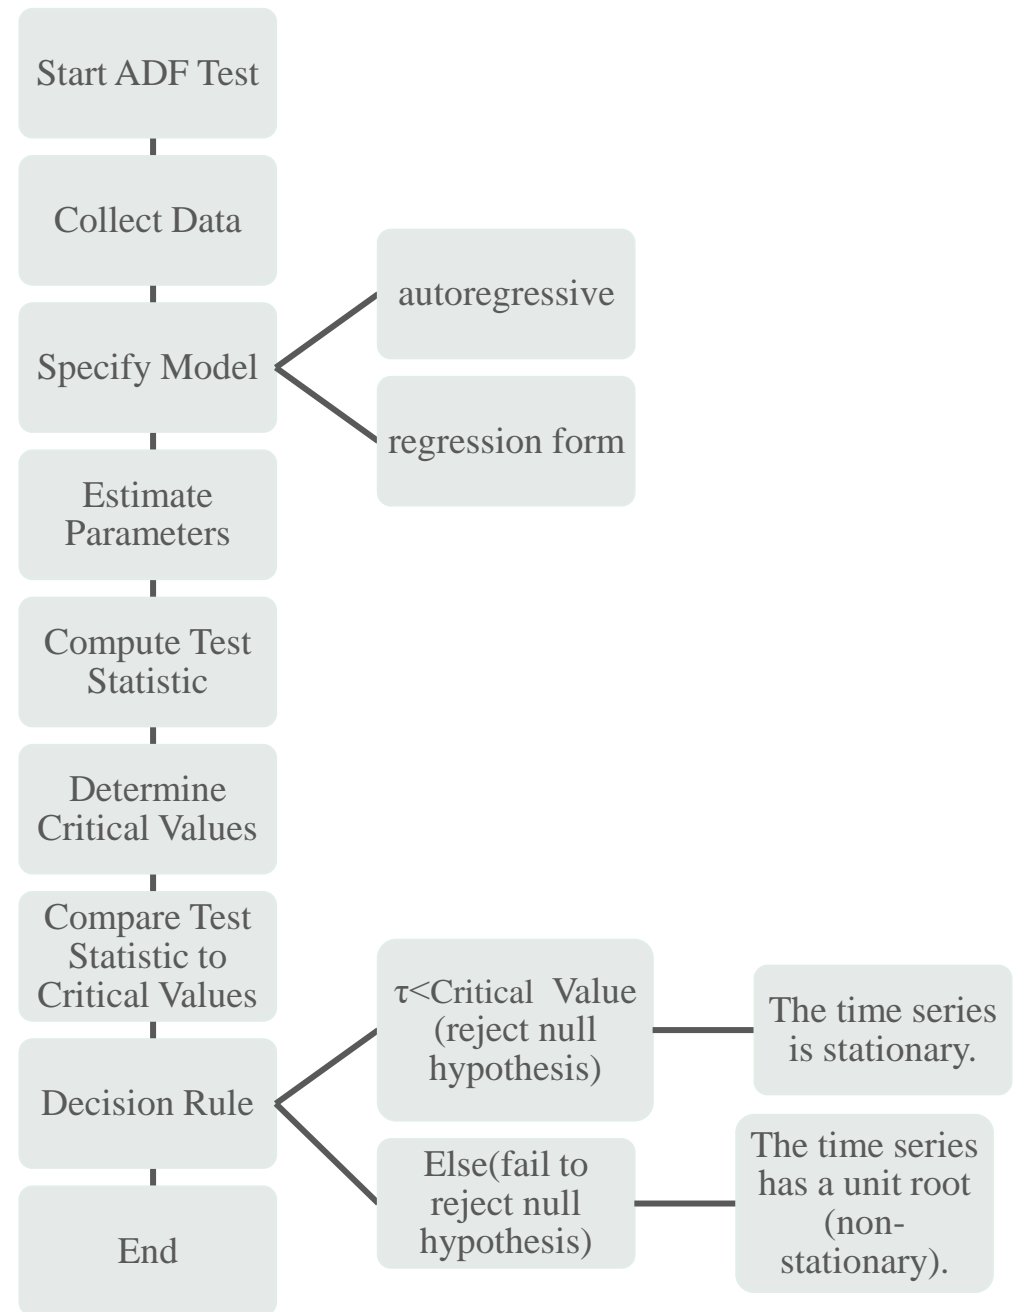 Start ADF Test
Collect Data
autoregressive
Specify Model
regression form
Estimate
Parameters
Compute Test
Statistic
Determine
Critical Values
Compare Test
Statistic to
Critical Values
Decision Rule
τ<Critical Value
(reject null
hypothesis)
The time series
is stationary.
Else(fail to
reject null
hypothesis)
The time series
has a unit root
(non-
stationary).
End